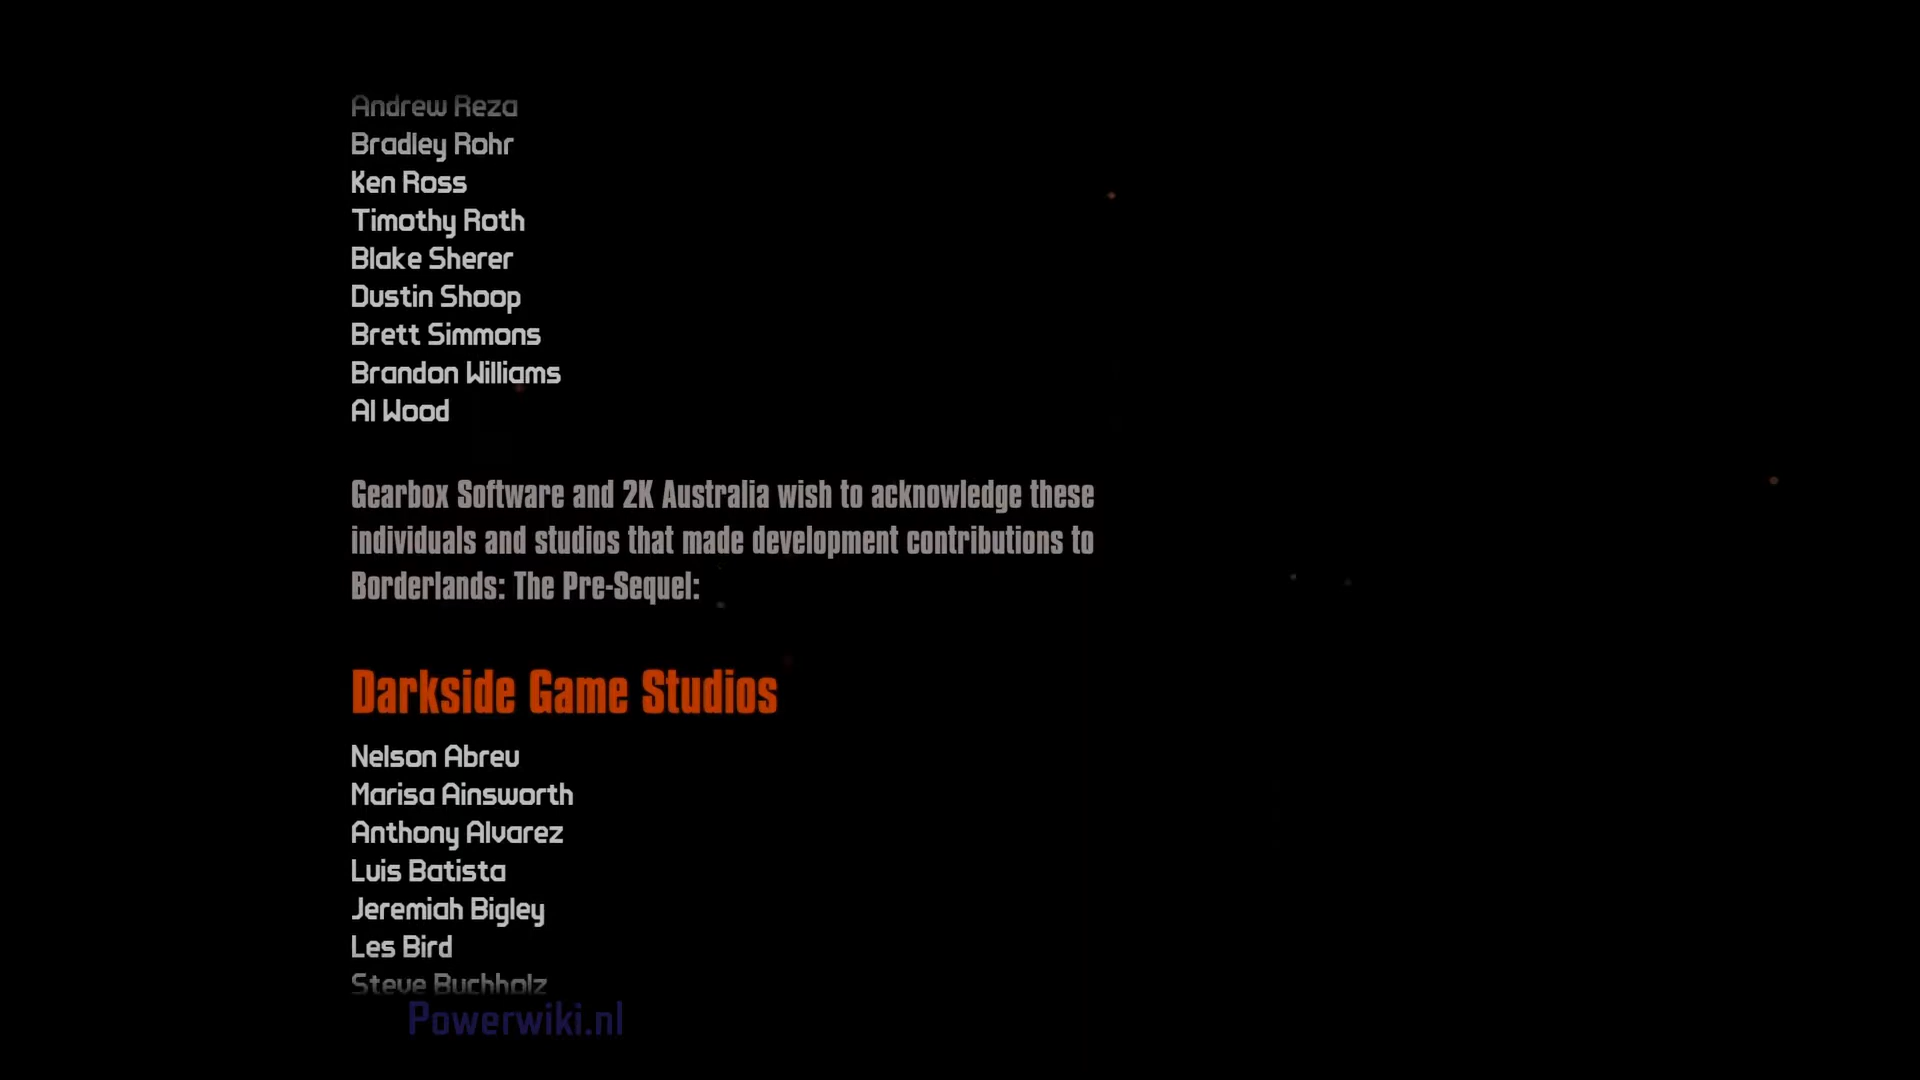 Andrew Reza
Bradley Rohr
Ken Ross
Timothy Roth
Blake Sherer
Dustin Shoop
Brett Simmons
Brandon Williams
Al Wood
Gearbox Software and 2K Australia wish to acknowledge these
individuals and studios that made development contributions to
Borderlands: The Pre-Sequel:
Darkside Game Studios
Nelson Abreu
Marisa Ainsworth
Anthony Alvarez
Luis Batista
Jeremiah Bigley
Les Bird
Steve Buchholz
Powerwiki.nl